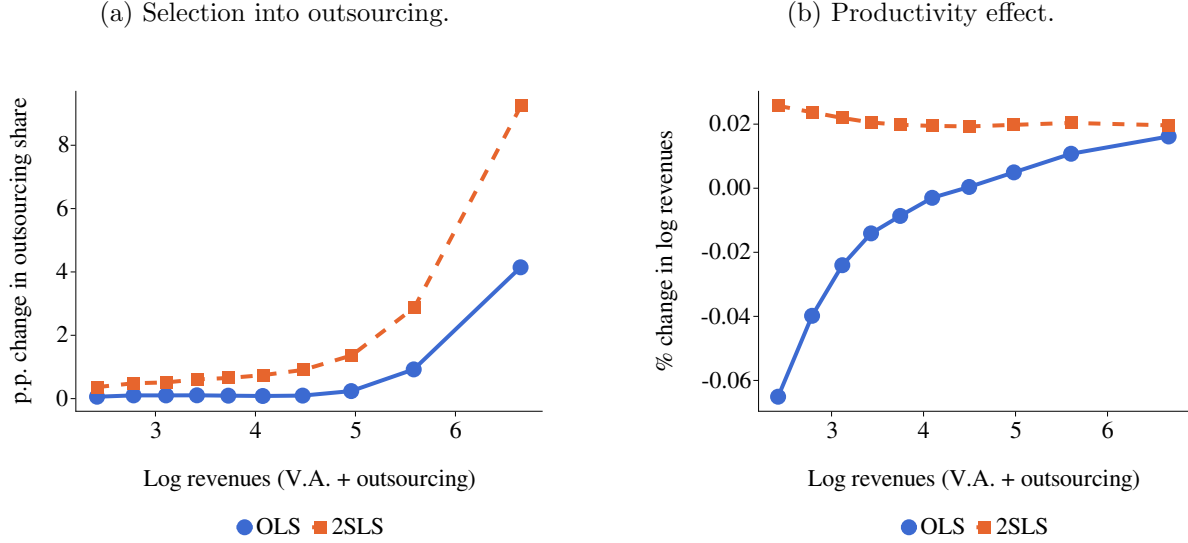 (a) Selection into outsourcing.
p.p. change in outsourcing share
8
6
4
2
0
3 4 5 6
Log revenues (V.A. + outsourcing)
OLS 2SLS
(b) Productivity effect.
% change in log revenues
0.02
0.00
-0.02
-0.04
-0.06
3 4 5 6
Log revenues (V.A. + outsourcing)
OLS 2SLS